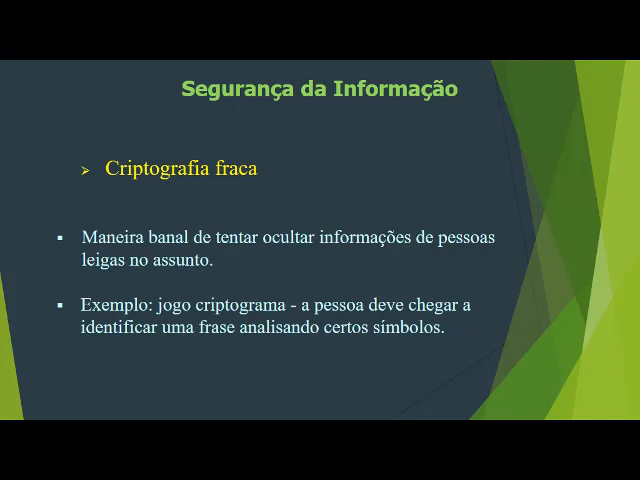 Segurança da Informação
Criptografia fraca
Maneira banal de tentar ocultar informações de pessoas
leigas no assunto.
Exemplo: jogo criptograma - a pessoa deve chegar a
identificar uma frase analisando certos símbolos.